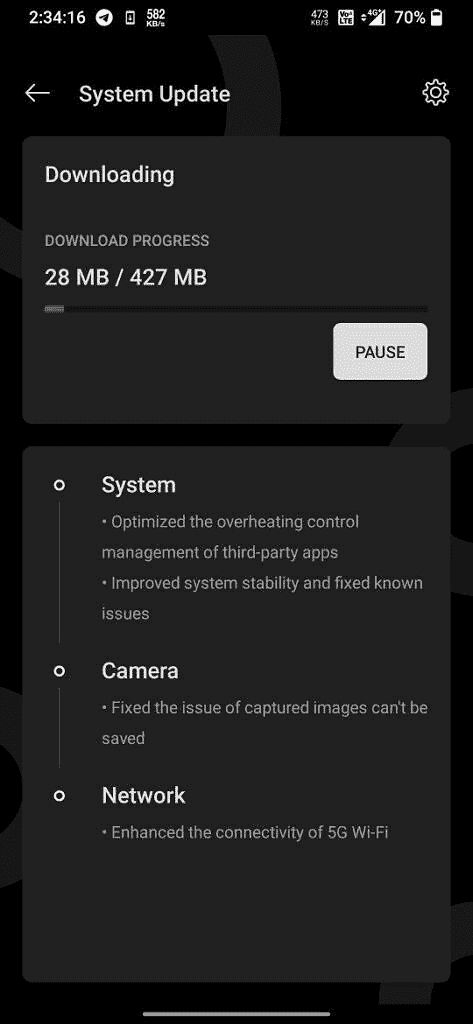 2:34:16 582 KB/s 473 KB/S Vo LTE 4G 70%
System Update
Downloading
DOWNLOAD PROGRESS
28 MB / 427 MB
PAUSE
System
• Optimized the overheating control
management of third-party apps
• Improved system stability and fixed known
issues
Camera
• Fixed the issue of captured images can't be
saved
Network
• Enhanced the connectivity of 5G Wi-Fi